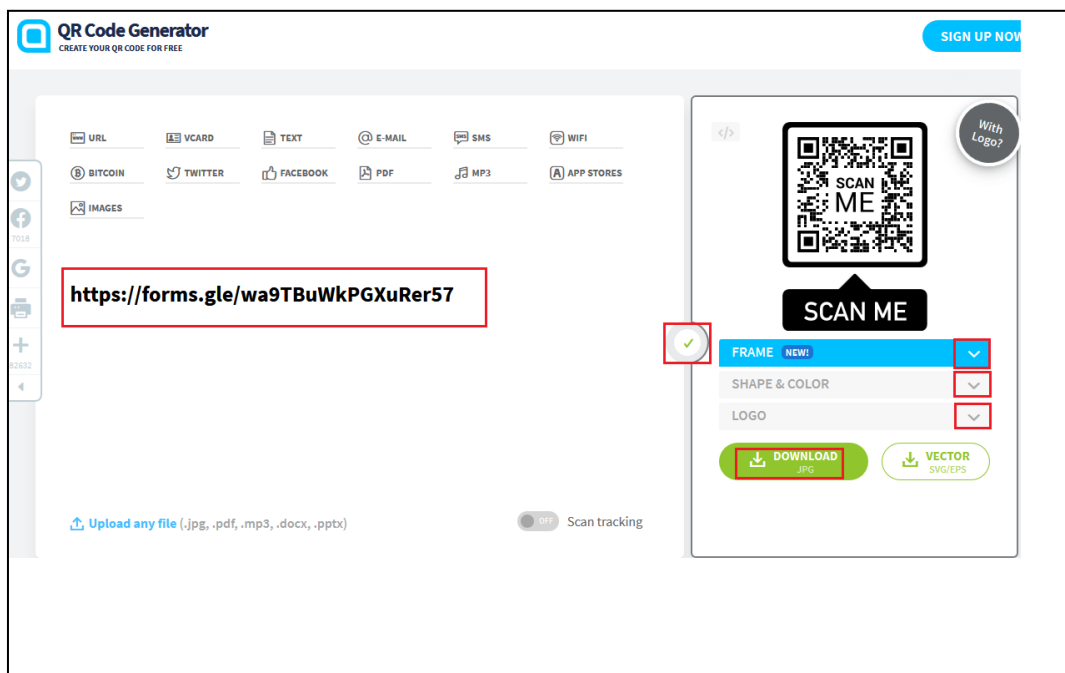 QR Code Generator
CREATE YOUR QR CODE FOR FREE
SIGN UP NOW
URL
VCARD
TEXT
E-MAIL
SMS
WIFI
BITCOIN
TWITTER
FACEBOOK
PDF
MP3
APP STORES
IMAGES
7018
82602
https://forms.gle/wa9TBuWkPGXuRer57
Upload any file (.jpg, .pdf, .mp3, .docx, .pptx)
OFF
Scan tracking
</>
With
Logo?
SCAN
ME
SCAN ME
FRAME NEW!
SHAPE & COLOR
LOGO
DOWNLOAD
JPG
VECTOR
SVG/EPS